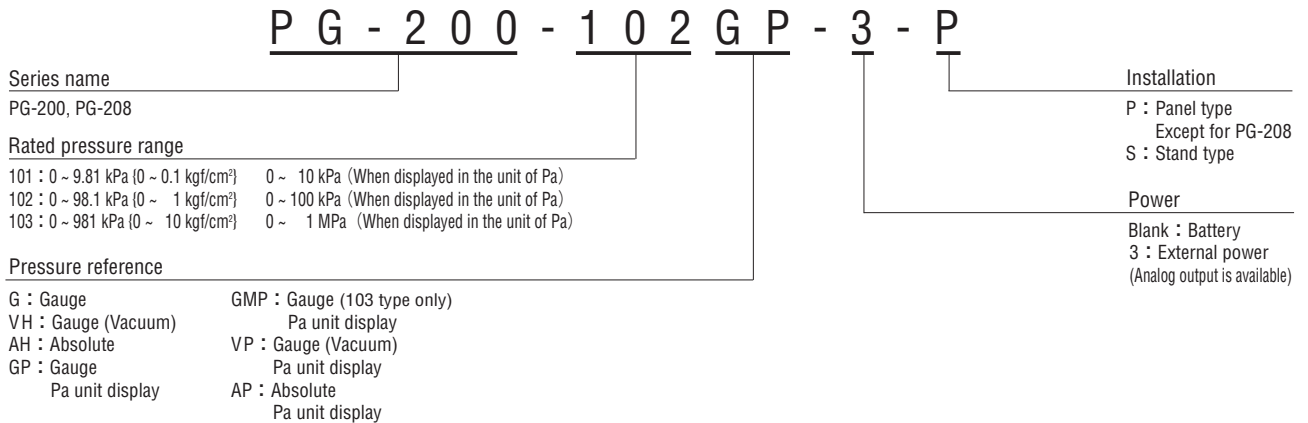 PG-200-102GP-3-P
Series name
PG-200, PG-208
Rated pressure range
101：0 ~ 9.81 kPa {0 ~ 0.1 kgf/cm²} 0 ~ 10 kPa（When displayed in the unit of Pa）
102：0 ~ 98.1 kPa {0 ~ 1 kgf/cm²} 0 ~ 100 kPa（When displayed in the unit of Pa）
103：0 ~ 981 kPa {0 ~ 10 kgf/cm²} 0 ~ 1 MPa（When displayed in the unit of Pa）
Pressure reference
G：Gauge
VH：Gauge (Vacuum)
AH：Absolute
GP：Gauge
Pa unit display
GMP：Gauge (103 type only)
Pa unit display
VP：Gauge (Vacuum)
Pa unit display
AP：Absolute
Pa unit display
Installation
P：Panel type
Except for PG-208
S：Stand type
Power
Blank：Battery
3：External power
(Analog output is available)